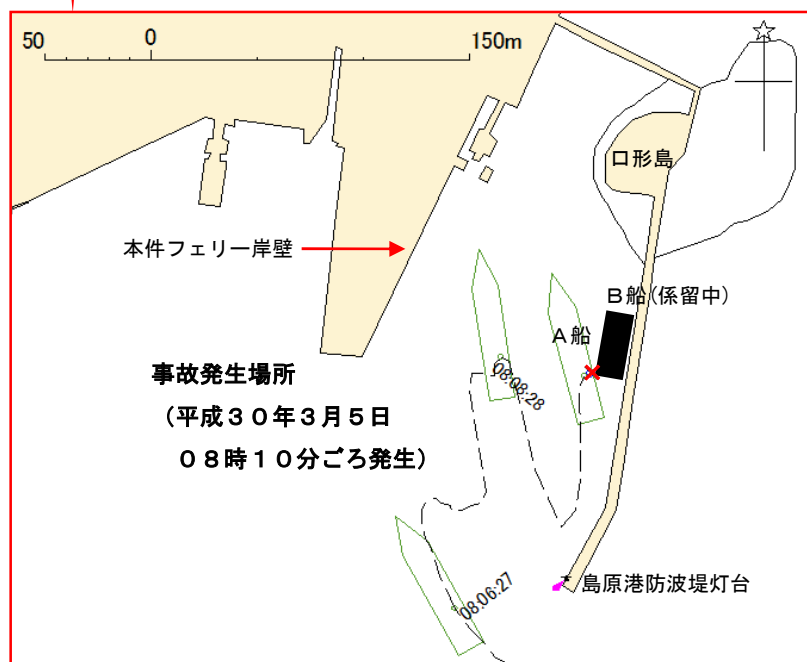 50 0 150m
口形島
本件フェリー岸壁
B船(係留中)
A船
事故発生場所
(平成30年3月5日
08時10分ごろ発生)
08:08:28
08:06:27
島原港防波堤灯台